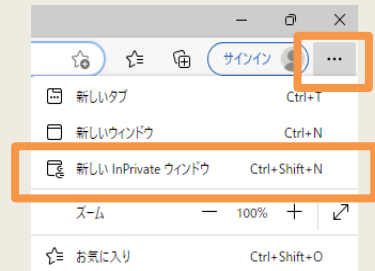 サインイン
新しいタブ Ctrl+T
新しいウィンドウ Ctrl+N
新しい InPrivate ウィンドウ Ctrl+Shift+N
ズーム 100%
お気に入り Ctrl+Shift+O